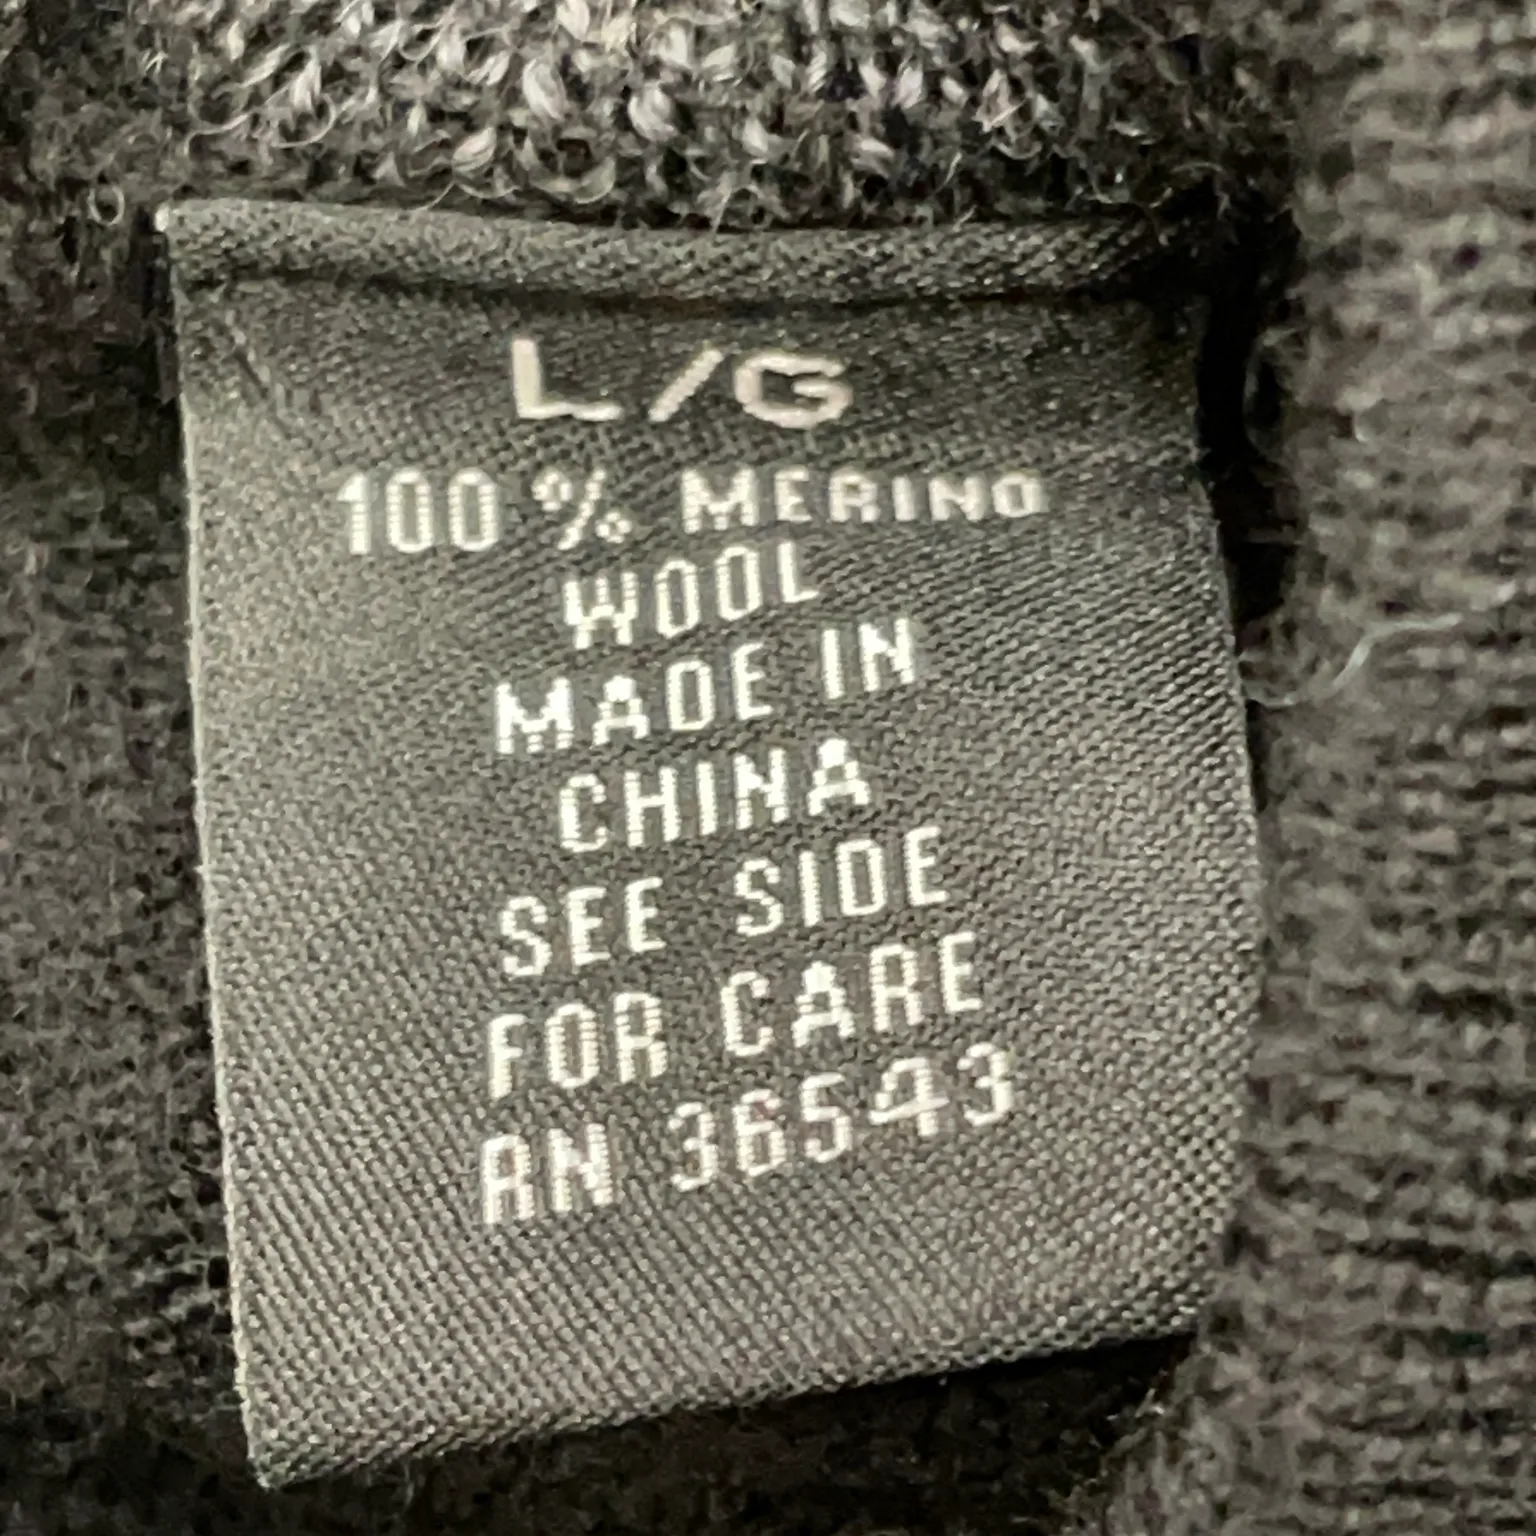 L/G
100 % MERINO
WOOL
MADE IN
CHINA
SEE SIDE
FOR CARE
RN 36543